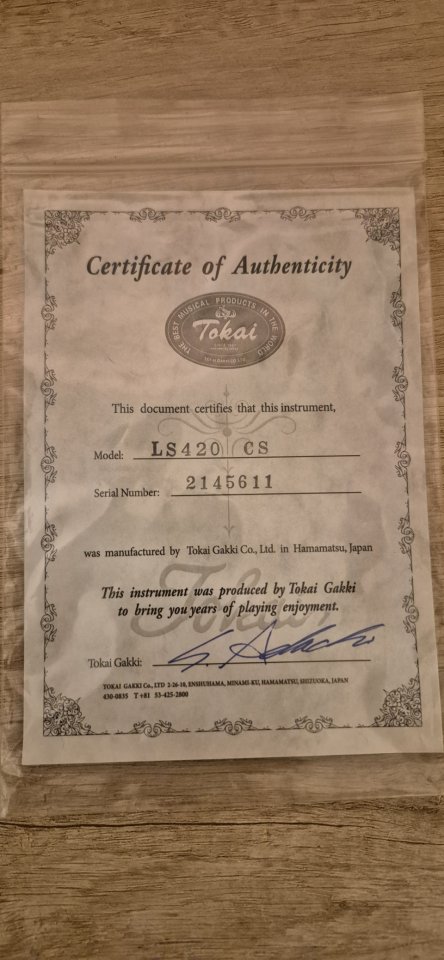 Certificate of Authenticity
THE BEST MUSICAL PRODUCTS IN THE WORLD
Tokai
This document certifies that this instrument,
Model: LS420 CS
Serial Number: 2145611
was manufactured by Tokai Gakki Co., Ltd. in Hamamatsu, Japan
Tokai
This instrument was produced by Tokai Gakki
to bring you years of playing enjoyment.
Tokai Gakki:
TOKAI GAKKI Co., LTD 2-26-10, ENSHUHAMA, MINAMI-KU, HAMAMATSU, SHIZUOKA, JAPAN
430-0835 T +81 53-425-2800